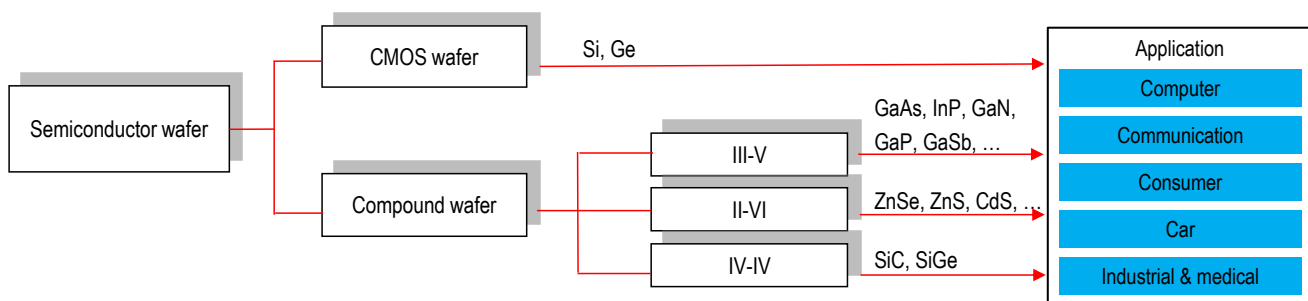 Semiconductor wafer
CMOS wafer
Si, Ge
Compound wafer
III-V
GaAs, InP, GaN,
GaP, GaSb, …
II-VI
ZnSe, ZnS, CdS, …
IV-IV
SiC, SiGe
Application
Computer
Communication
Consumer
Car
Industrial & medical